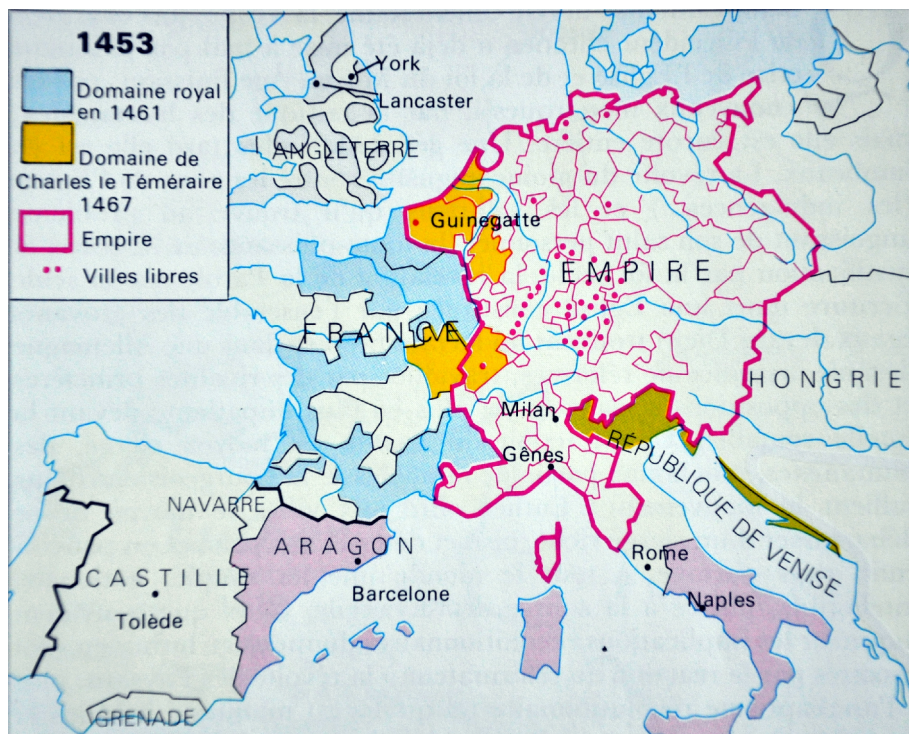 1453
Domaine royal
en 1461
Domaine de
Charles le Téméraire
1467
Empire
Villes libres
York
Lancaster
ANGLETERRE
Guinegatte
EMPIRE
FRANCE
HONGRIE
Milan
Gênes
RÉPUBLIQUE DE VENISE
NAVARRE
ARAGON
CASTILLE
Rome
Barcelone
Naples
Tolède
GRENADE